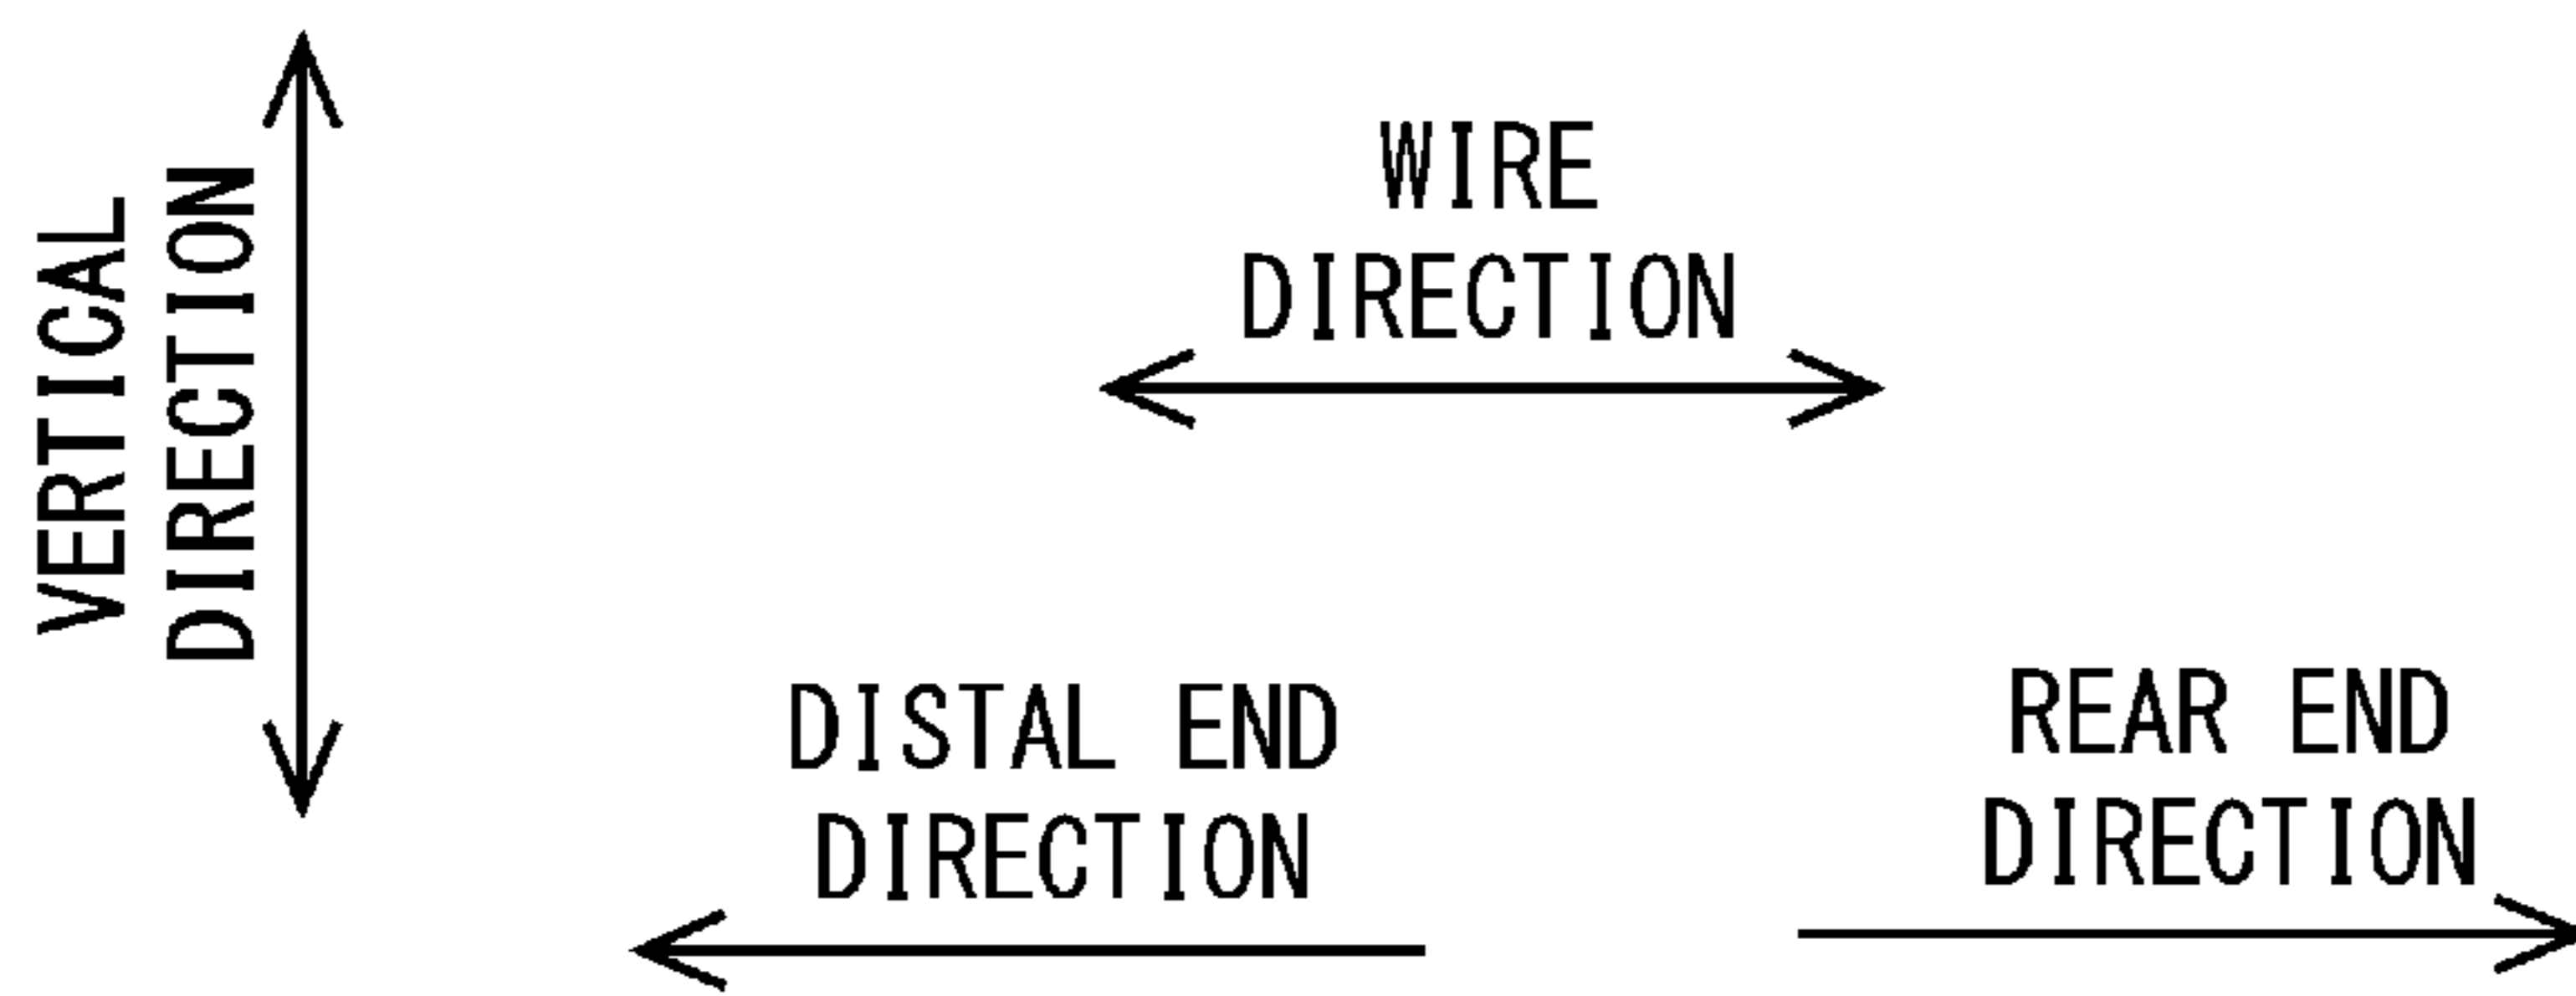 VERTICAL
DIRECTION
WIRE
DIRECTION
DISTAL END
DIRECTION
REAR END
DIRECTION